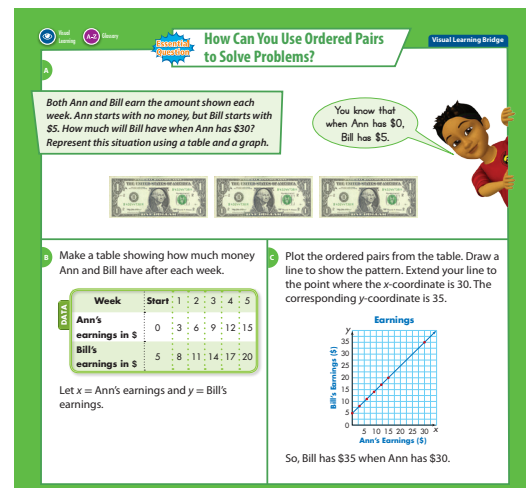 Visual
Learning
A-Z Glossary
Essential
Question
How Can You Use Ordered Pairs
to Solve Problems?
Visual Learning Bridge
A
Both Ann and Bill earn the amount shown each
week. Ann starts with no money, but Bill starts with
$5. How much will Bill have when Ann has $30?
Represent this situation using a table and a graph.
You know that
when Ann has $0,
Bill has $5.
B
Make a table showing how much money
Ann and Bill have after each week.
DATA
Week Start 1 2 3 4 5
Ann's
earnings in $ 0 3 6 9 12 15
Bill's
earnings in $ 5 8 11 14 17 20
Let x = Ann's earnings and y = Bill's
earnings.
C
Plot the ordered pairs from the table. Draw a
line to show the pattern. Extend your line to
the point where the x-coordinate is 30. The
corresponding y-coordinate is 35.
Earnings
y
35
30
25
20
15
10
5
0
Bill's Earnings ($)
5 10 15 20 25 30 x
Ann's Earnings ($)
So, Bill has $35 when Ann has $30.